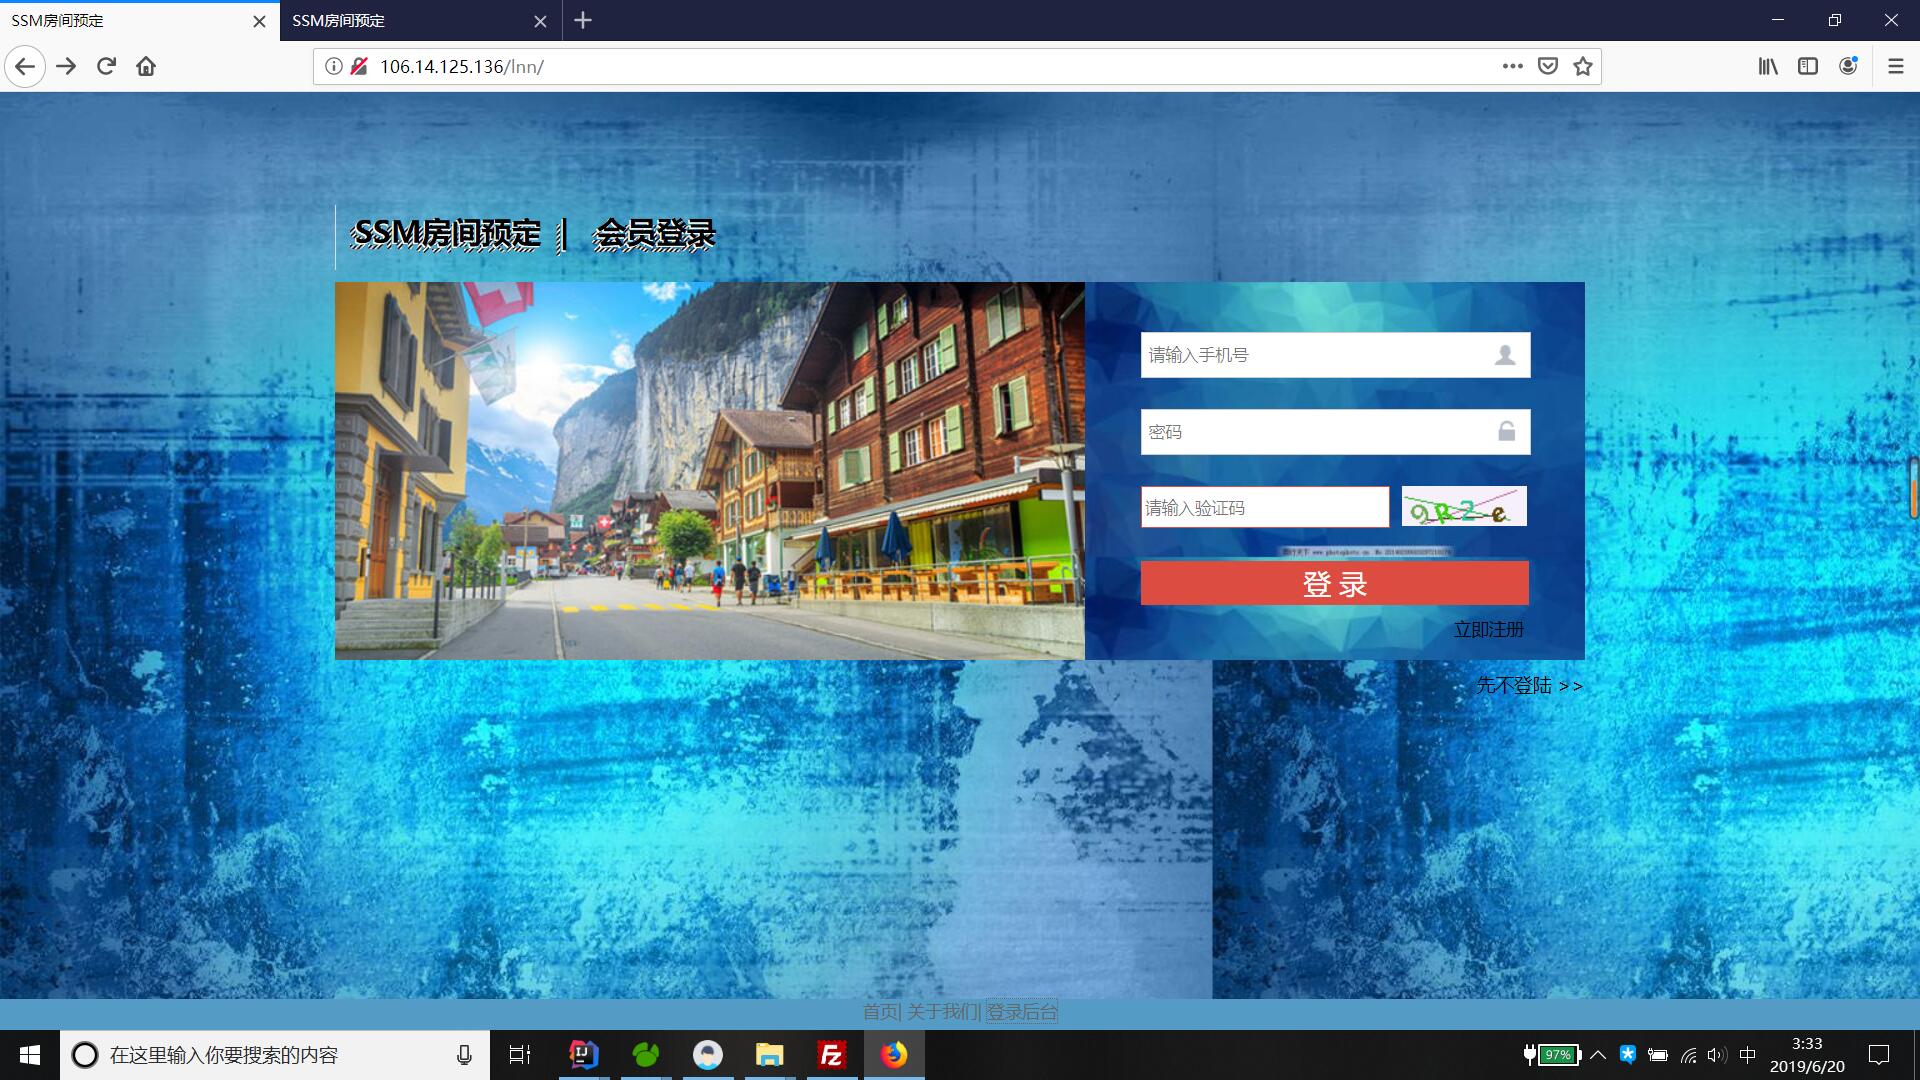 SSM房间预定
SSM房间预定
106.14.125.136/lnn/
SSM房间预定 | 会员登录
请输入手机号
密码
请输入验证码
9R2e
登 录
立即注册
先不登陆 >>
首页| 关于我们| 登录后台
在这里输入你要搜索的内容
97%
中
3:33
2019/6/20